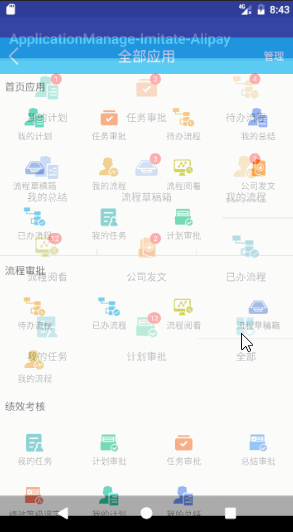 8:43
ApplicationManage-Imitate-Alipay
全部应用 管理
首页应用
1 2 4
我的计划 任务审批 待办流程
我的计划 任务审批 待办流程 我的总结
3
流程草稿箱 我的流程 流程阅看 公司发文
我的总结 流程草稿箱 我的流程
已办流程 我的任务 计划审批
流程审批
流程阅看 公司发文 已办流程
12
待办流程 已办流程 流程阅看 流程草稿箱
我的任务 计划审批 全部
我的流程
绩效考核
我的任务 计划审批 任务审批 总结审批
我的计划 我的总结